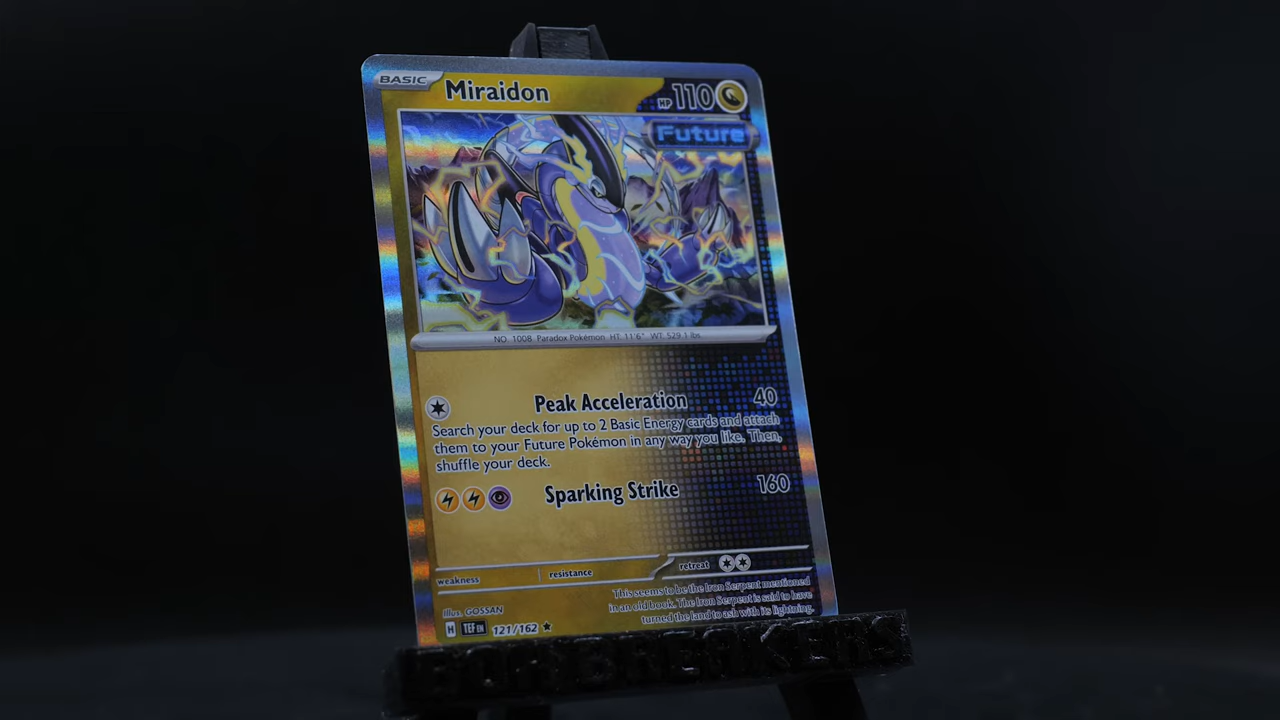 BASIC Miraidon HP 110
Future
NO. 1008 Paradox Pokémon HT: 11'6" WT: 529.1 lbs
Peak Acceleration 40
Search your deck for up to 2 Basic Energy cards and attach
them to your Future Pokémon in any way you like. Then,
shuffle your deck.
Sparking Strike 160
weakness resistance retreat
This seems to be the Iron Serpent mentioned
in an old book. The Iron Serpent is said to have
turned the land to ash with its lightning.
Illus. GOSSAN
H TEF EN 121/162
BOXBREAKERS